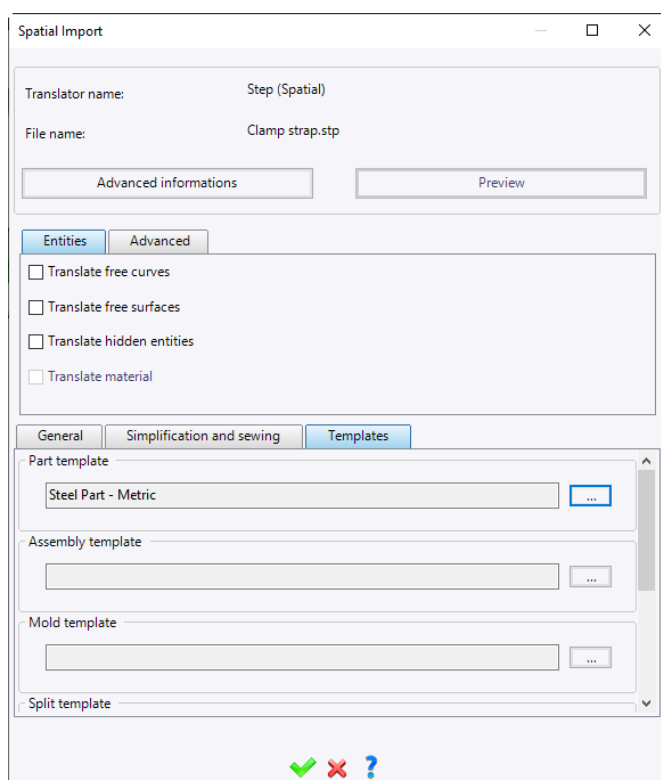 Spatial Import
Translator name: Step (Spatial)
File name: Clamp strap.stp
Advanced informations Preview
Entities Advanced
Translate free curves
Translate free surfaces
Translate hidden entities
Translate material
General Simplification and sewing Templates
Part template
Steel Part - Metric ...
Assembly template
...
Mold template
...
Split template
?